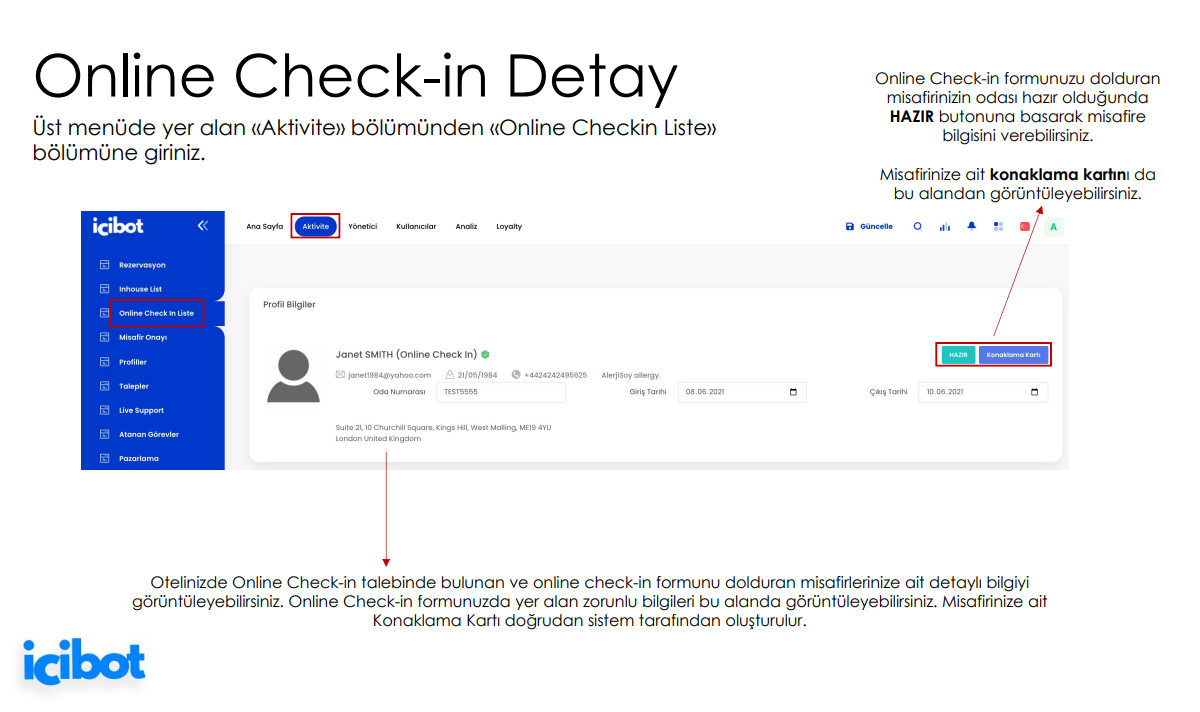 Online Check-in Detay
Üst menüde yer alan «Aktivite» bölümünden «Online Checkin Liste»
bölümüne giriniz.
Online Check-in formunuzu dolduran
misafirinizin odası hazır olduğunda
HAZIR butonuna basarak misafire
bilgisini verebilirsiniz.
Misafirinize ait konaklama kartını da
bu alandan görüntüleyebilirsiniz.
icibot
Ana Sayfa Aktivite Yönetici Kullanıcılar Analiz Loyalty
Güncelle
A
Rezervasyon
Inhouse List
Online Check In Liste
Misafir Onayı
Profiller
Talepler
Live Support
Atanan Görevler
Pazarlama
Profil Bilgiler
HAZIR Konaklama Kartı
Janet SMITH (Online Check In)
janet1984@yahoo.com 21/05/1984 +4424242495625 AlerjiSoy allergy.
Oda Numarası TEST5555 Giriş Tarihi 08.06.2021 Çıkış Tarihi 10.06.2021
Suite 21, 10 Churchill Square, Kings Hill, West Malling, ME19 4YU
London United Kingdom
Otelinizde Online Check-in talebinde bulunan ve online check-in formunu dolduran misafirlerinize ait detaylı bilgiyi
görüntüleyebilirsiniz. Online Check-in formunuzda yer alan zorunlu bilgileri bu alanda görüntüleyebilirsiniz. Misafirinize ait
Konaklama Kartı doğrudan sistem tarafından oluşturulur.
icibot